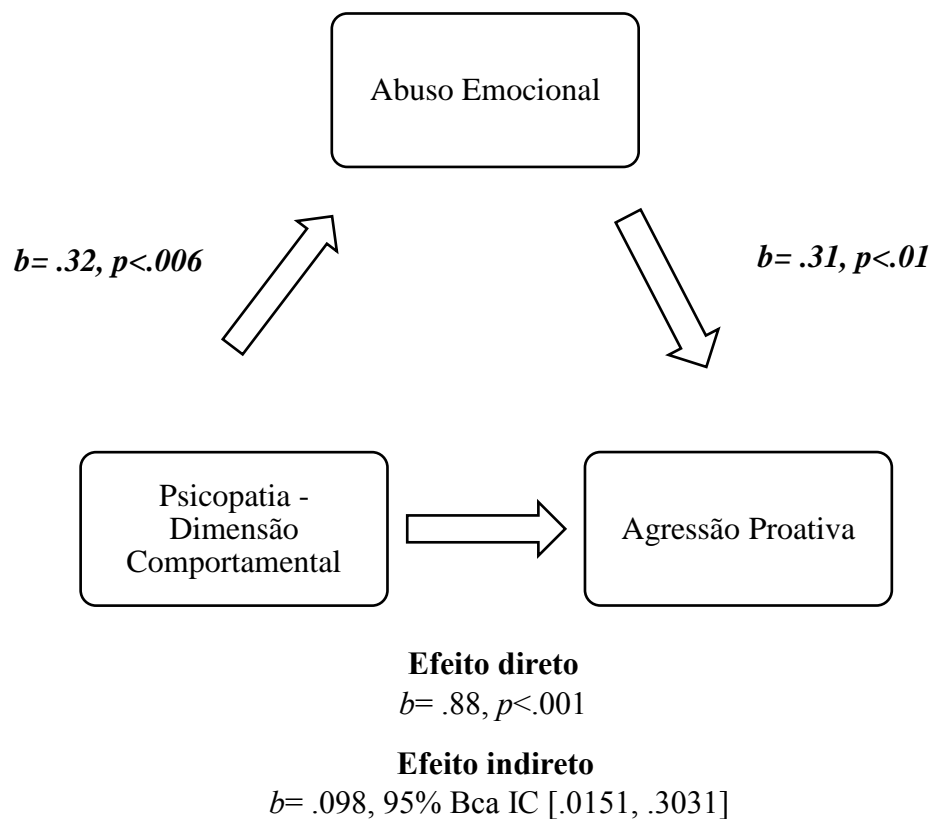 Abuso Emocional
b= .32, p<.006
b= .31, p<.01
Psicopatia -
Dimensão
Comportamental
Agressão Proativa
Efeito direto
b= .88, p<.001
Efeito indireto
b= .098, 95% Bca IC [.0151, .3031]